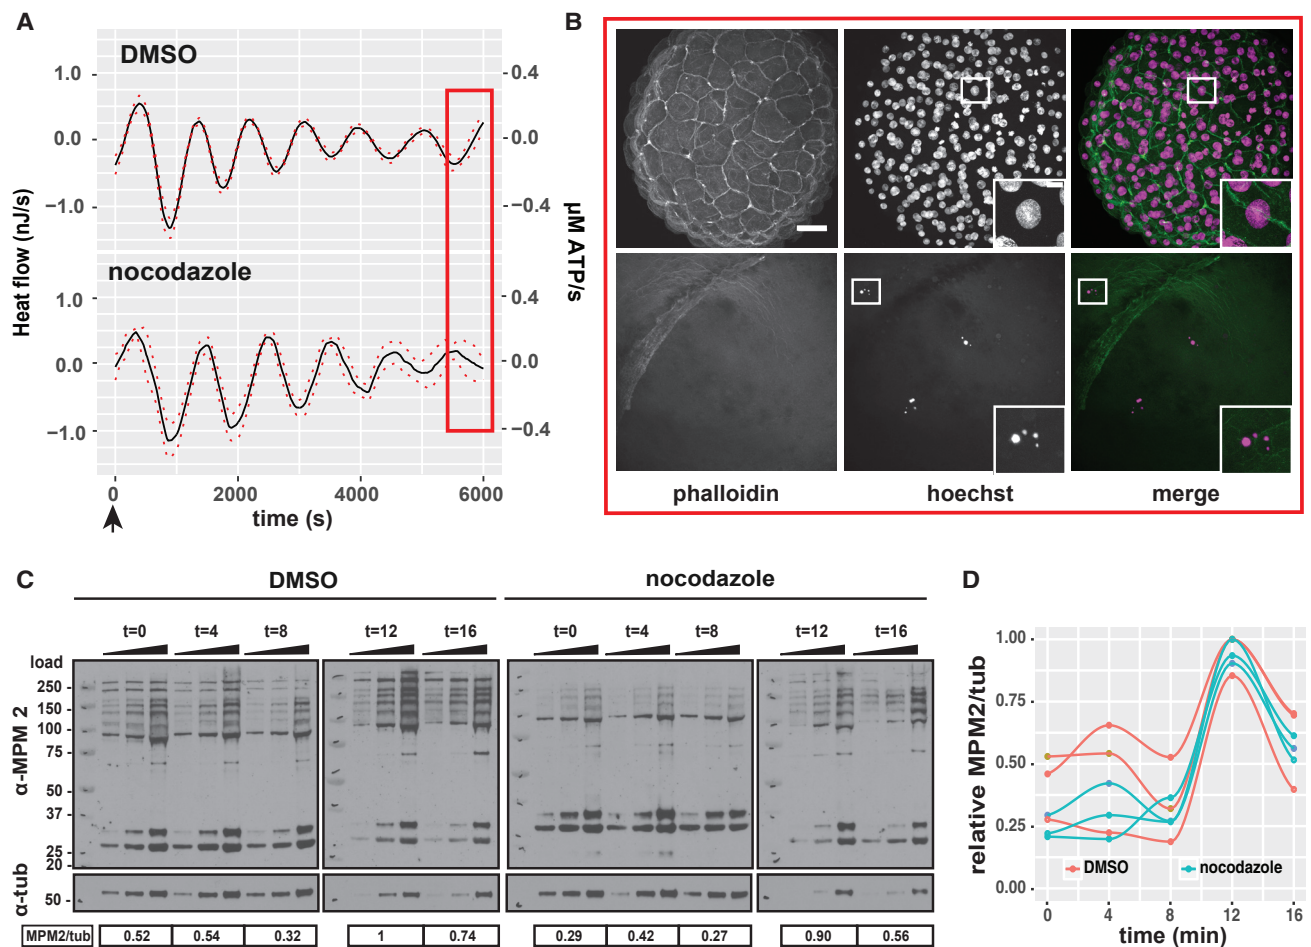 A
DMSO
1.0
0.0
−1.0
0.4
0.0
−0.4
nocodazole
1.0
0.0
−1.0
0.4
0.0
−0.4
Heat flow (nJ/s)
µM ATP/s
0 2000 4000 6000
time (s)
B
phalloidin hoechst merge
C
DMSO nocodazole
t=0 t=4 t=8 t=12 t=16 t=0 t=4 t=8 t=12 t=16
load
250
150
100
75
50
37
25
20
α-MPM 2
50
α-tub
MPM2/tub 0.52 0.54 0.32 1 0.74 0.29 0.42 0.27 0.90 0.56
D
1.00
0.75
0.50
0.25
0.00
relative MPM2/tub
DMSO nocodazole
0 4 8 12 16
time (min)